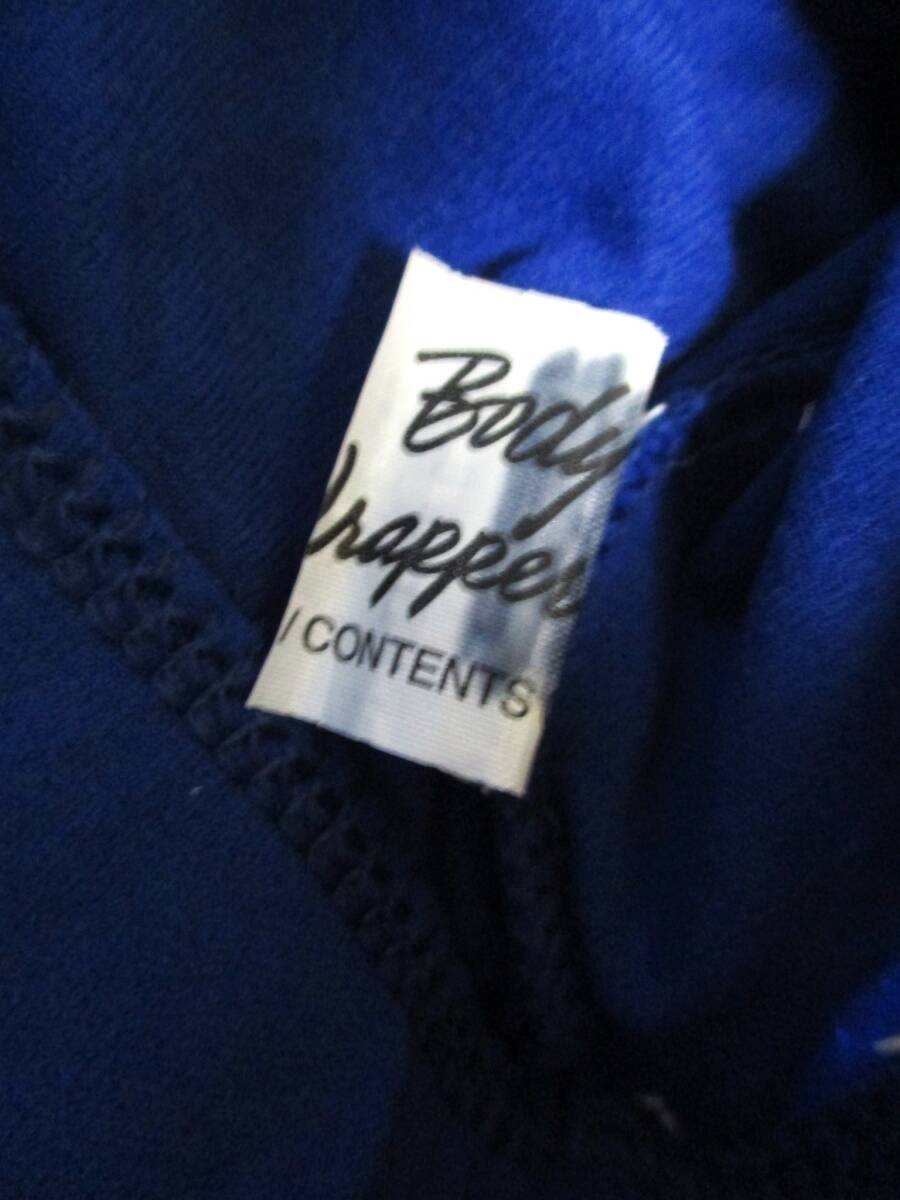 Body
Wrapper
/ CONTENTS